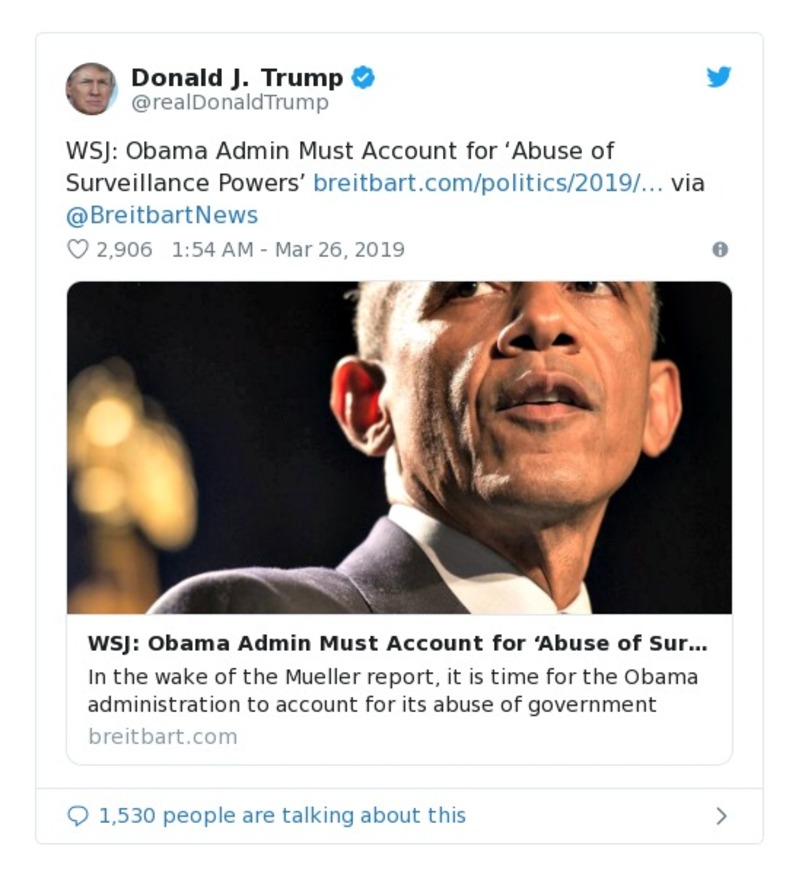 Donald J. Trump
@realDonaldTrump
WSJ: Obama Admin Must Account for ‘Abuse of
Surveillance Powers’ breitbart.com/politics/2019/... via
@BreitbartNews
2,906 1:54 AM - Mar 26, 2019
WSJ: Obama Admin Must Account for ‘Abuse of Sur...
In the wake of the Mueller report, it is time for the Obama
administration to account for its abuse of government
breitbart.com
1,530 people are talking about this